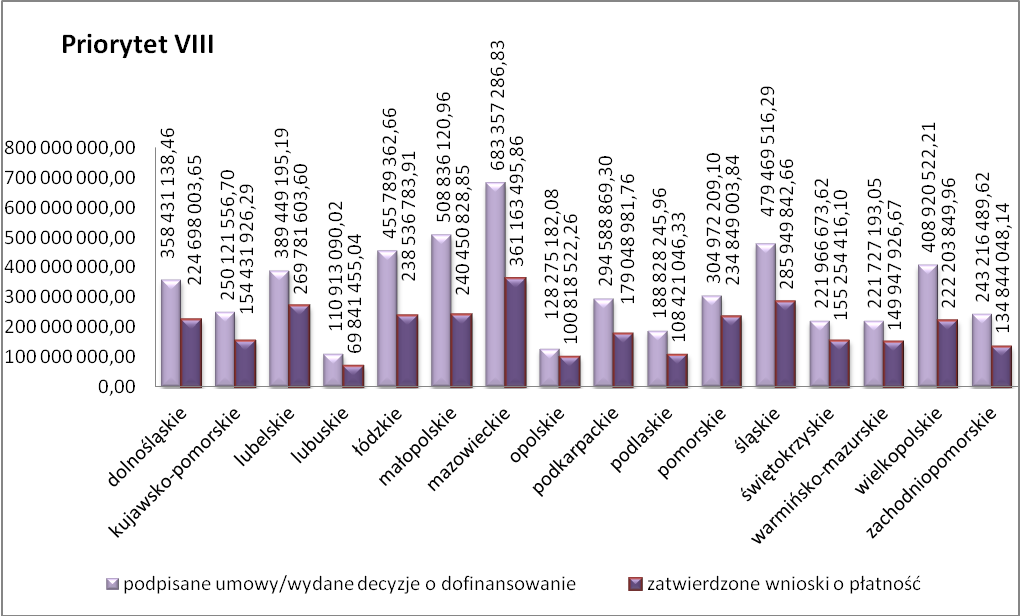 Priorytet VIII
800 000 000,00
700 000 000,00
600 000 000,00
500 000 000,00
400 000 000,00
300 000 000,00
200 000 000,00
100 000 000,00
0,00
358 431 138,46
224 698 003,65
250 121 556,70
154 431 926,29
389 449 195,19
269 781 603,60
110 913 090,02
69 841 455,04
455 789 362,66
238 536 783,91
508 836 120,96
240 450 828,85
683 357 286,83
361 163 495,86
128 275 182,08
100 818 522,26
294 588 869,30
179 048 981,76
188 828 245,96
108 421 046,33
304 972 209,10
234 849 003,84
479 469 516,29
285 949 842,66
221 966 673,62
155 254 416,10
221 727 193,05
149 947 926,67
408 920 522,21
222 203 849,96
243 216 489,62
134 844 048,14
dolnośląskie
kujawsko-pomorskie
lubelskie
lubuskie
łódzkie
małopolskie
mazowieckie
opolskie
podkarpackie
podlaskie
pomorskie
śląskie
świętokrzyskie
warmińsko-mazurskie
wielkopolskie
zachodniopomorskie
podpisane umowy/wydane decyzje o dofinansowanie
zatwierdzone wnioski o płatność